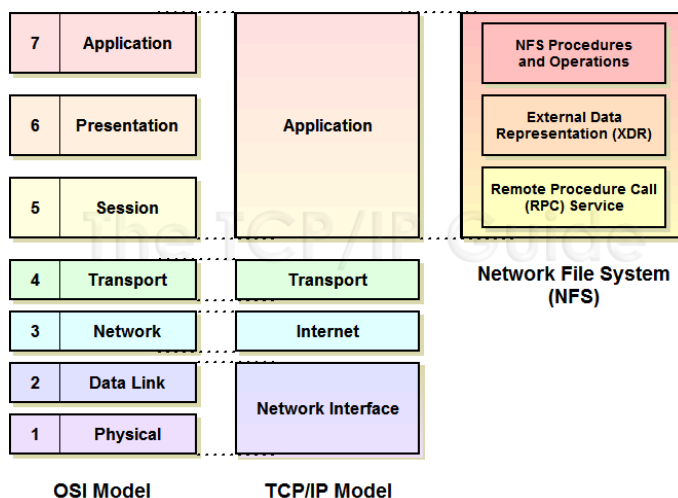 7 Application
6 Presentation
5 Session
4 Transport
3 Network
2 Data Link
1 Physical
OSI Model
Application
Transport
Internet
Network Interface
TCP/IP Model
NFS Procedures
and Operations
External Data
Representation (XDR)
Remote Procedure Call
(RPC) Service
Network File System
(NFS)
The TCP/IP Guide